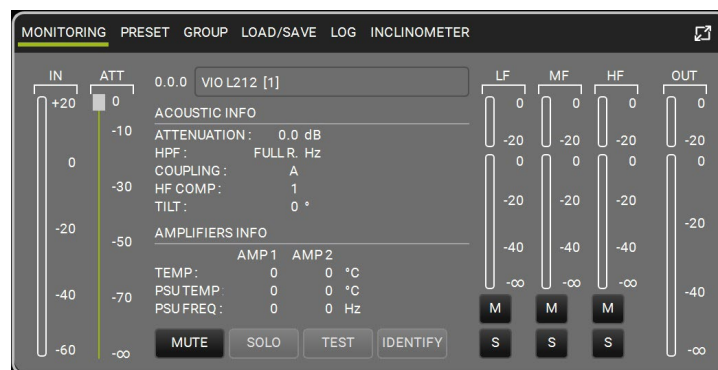 MONITORING PRESET GROUP LOAD/SAVE LOG INCLINOMETER
IN ATT
+20
0
-20
-40
-60
0
-10
-30
-50
-70
-∞
0.0.0 VIO L212 [1]
ACOUSTIC INFO
ATTENUATION : 0.0 dB
HPF : FULL R. Hz
COUPLING : A
HF COMP : 1
TILT : 0 °
AMPLIFIERS INFO
AMP 1 AMP 2
TEMP : 0 0 °C
PSU TEMP : 0 0 °C
PSU FREQ : 0 0 Hz
MUTE SOLO TEST IDENTIFY
LF MF HF OUT
0 0 0 0
-20 -20 -20 -20
0 0 0 0
-20 -20 -20
-20
-40 -40 -40
-40
-∞ -∞ -∞
M M M
S S S
-∞